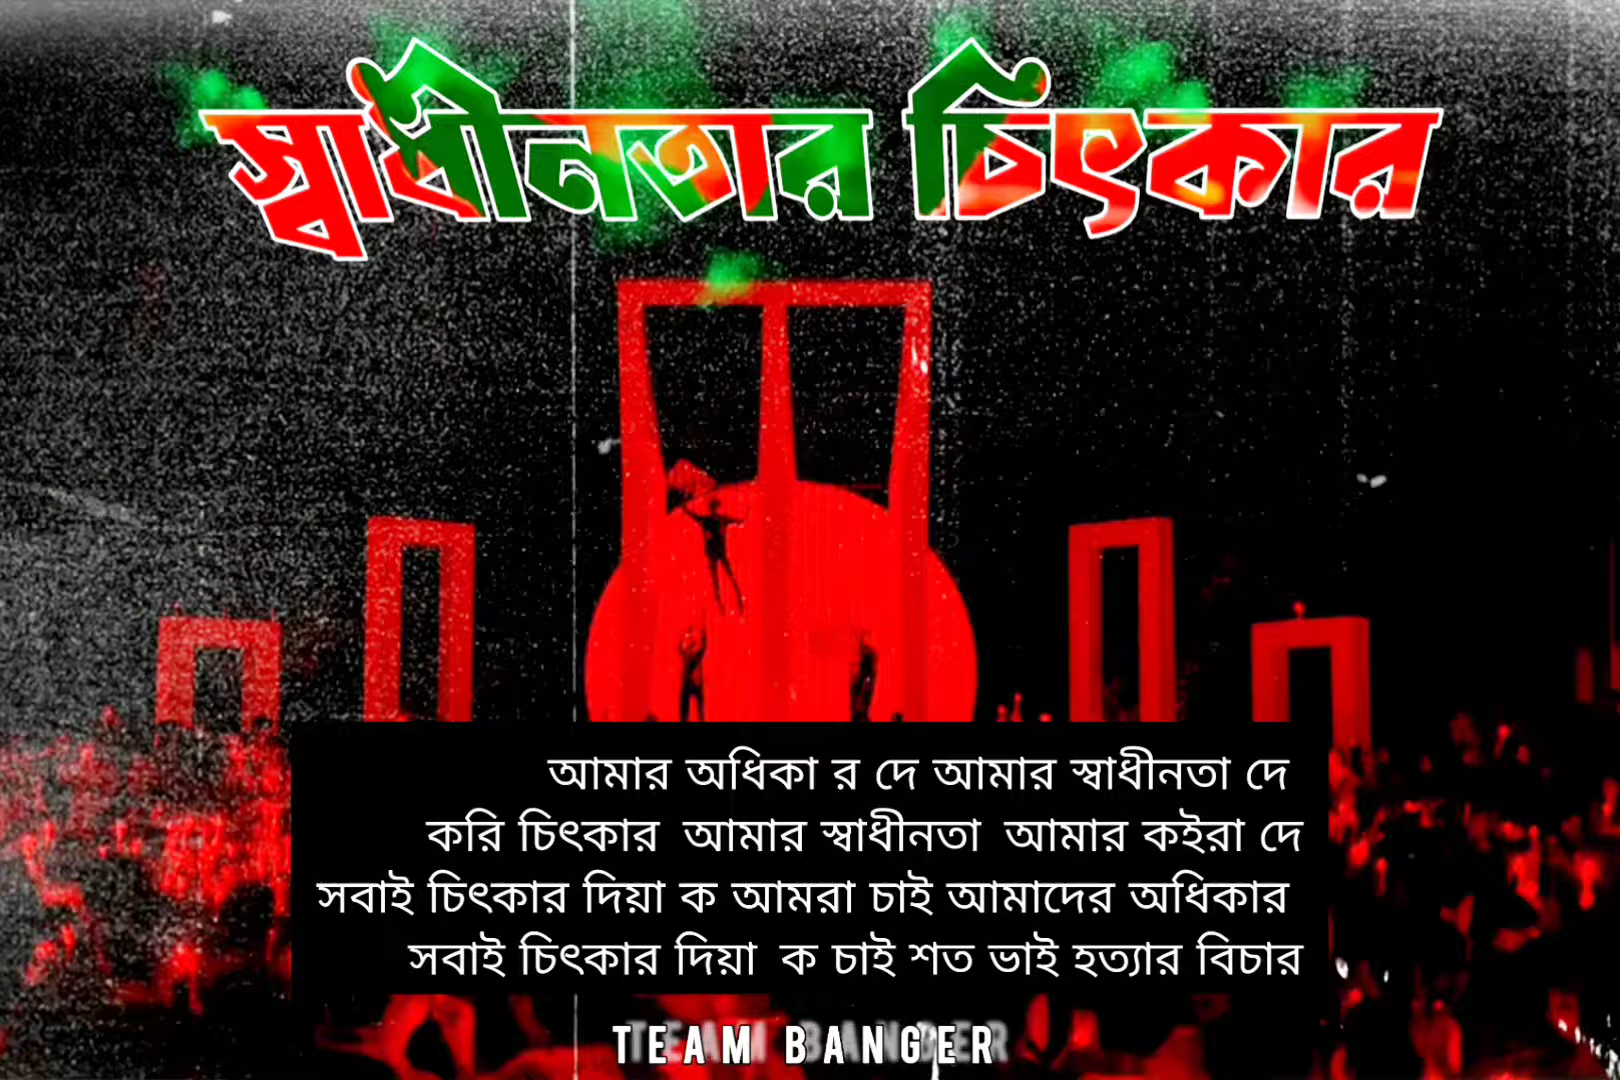 স্বাধীনতার চিৎকার
আমার অধিকা র দে আমার স্বাধীনতা দে
করি চিৎকার আমার স্বাধীনতা আমার কইরা দে
সবাই চিৎকার দিয়া ক আমরা চাই আমাদের অধিকার
সবাই চিৎকার দিয়া ক চাই শত ভাই হত্যার বিচার
TEAM BANGER